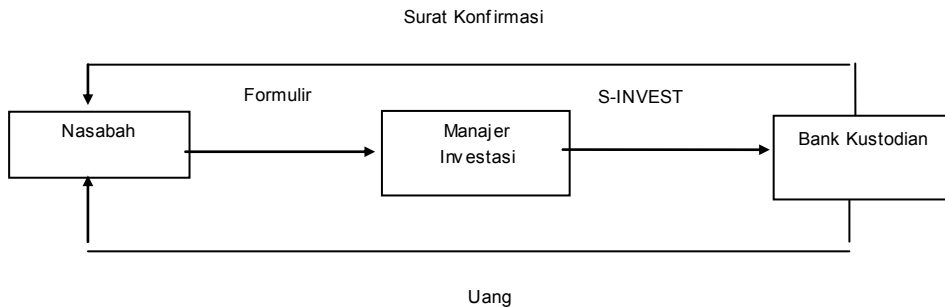 Surat Konfirmasi
Formulir
S-INVEST
Nasabah
Manajer
Investasi
Bank Kustodian
Uang